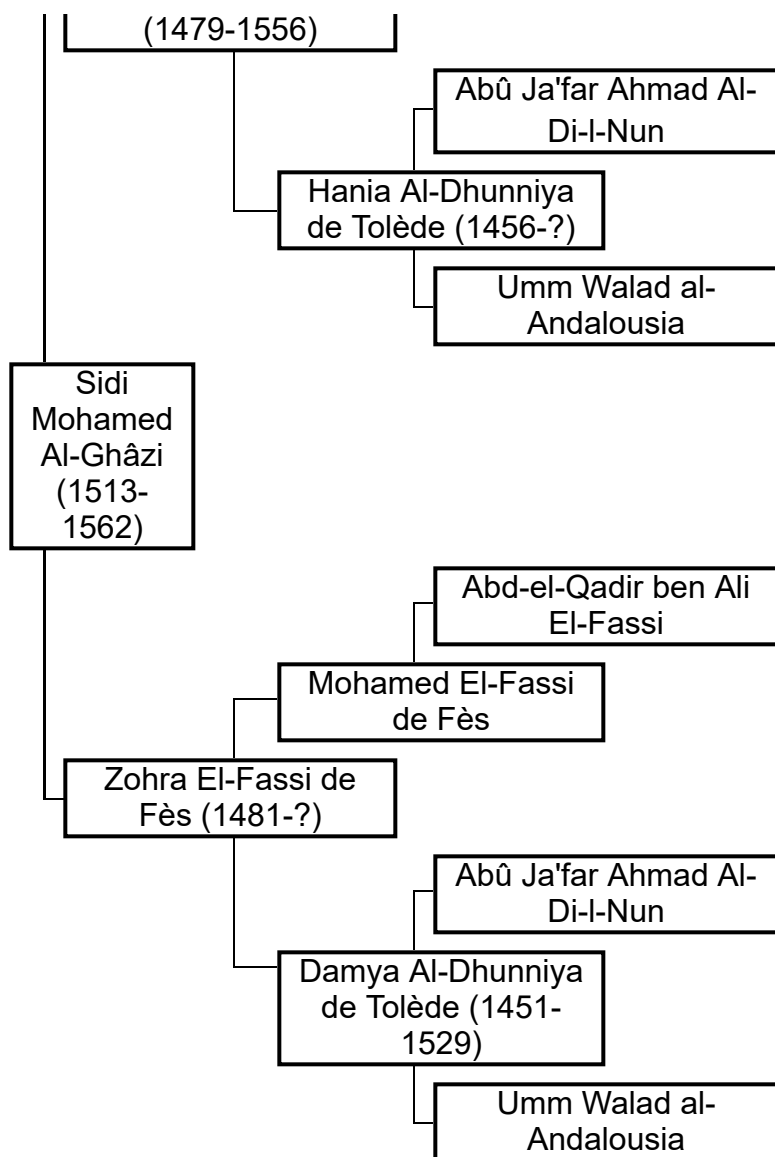 (1479-1556)
Abû Ja'far Ahmad Al-
Di-l-Nun
Hania Al-Dhunniya
de Tolède (1456-?)
Umm Walad al-
Andalousia
Sidi
Mohamed
Al-Ghâzi
(1513-
1562)
Abd-el-Qadir ben Ali
El-Fassi
Mohamed El-Fassi
de Fès
Zohra El-Fassi de
Fès (1481-?)
Abû Ja'far Ahmad Al-
Di-l-Nun
Damya Al-Dhunniya
de Tolède (1451-
1529)
Umm Walad al-
Andalousia